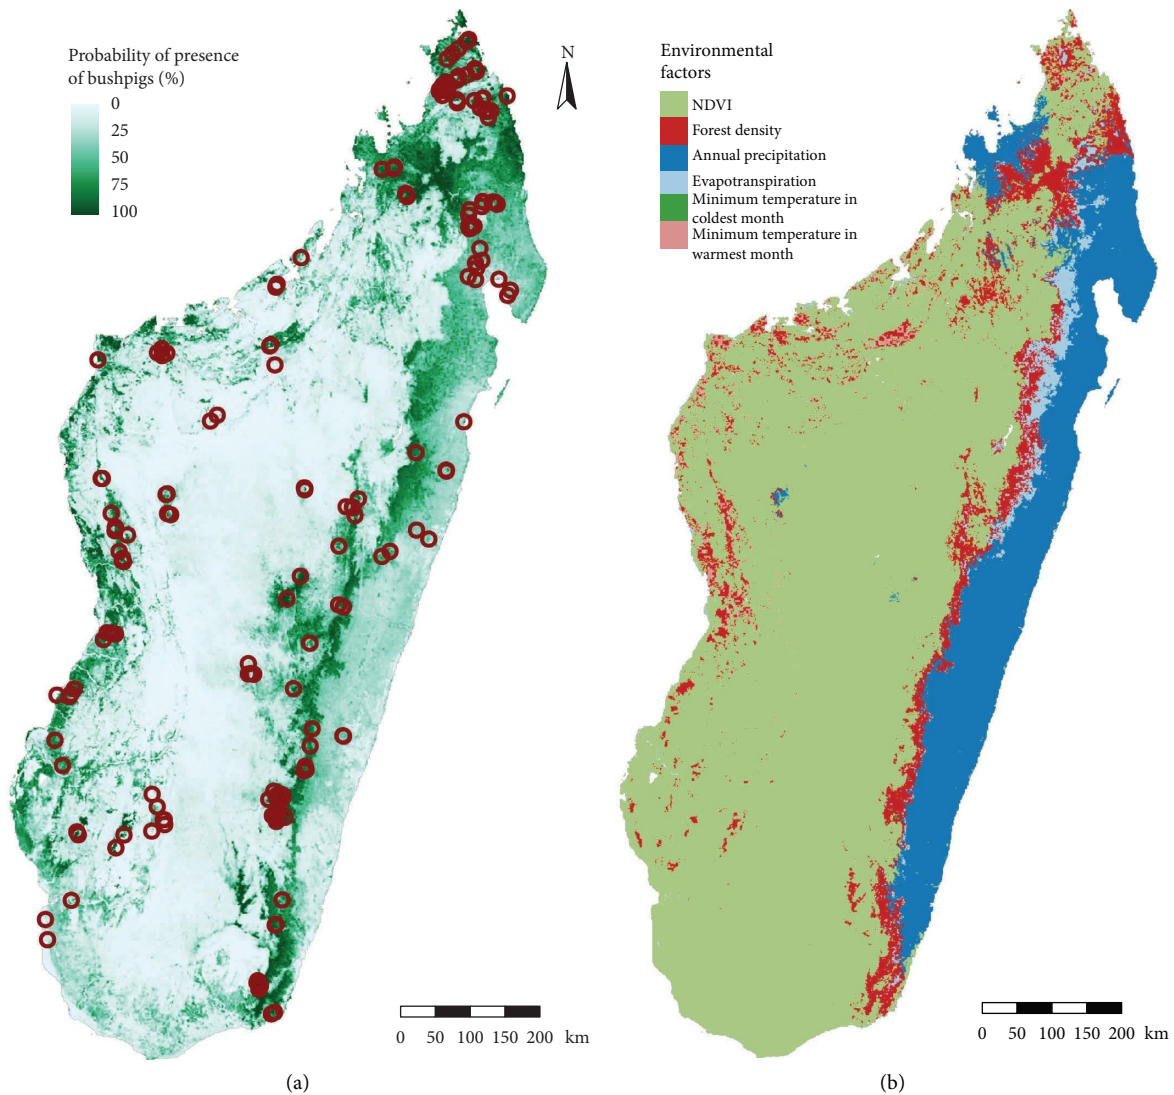 Probability of presence
of bushpigs (%)
0
25
50
75
100
N
0 50 100 150 200 km
(a)
Environmental
factors
NDVI
Forest density
Annual precipitation
Evapotranspiration
Minimum temperature in
coldest month
Minimum temperature in
warmest month
0 50 100 150 200 km
(b)